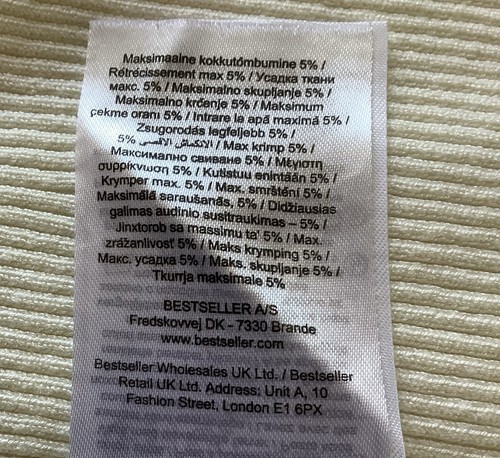 Maksimaalne kokkutõmbumine 5% /
Rétrécissement max 5% / Усадка ткани
макс. 5% / Maksimalno skupljanje 5% /
Maksimalno krčenje 5% / Maksimum
çekme oranı 5% / Intrare la apă maximă 5% /
Zsugorodás legfeljebb 5% /
5% الانكماش الاقصى / Max krimp 5% /
Максимално свиване 5% / Μέγιστη
συρρίκνωση 5% / Kutistuu enintään 5% /
Krymper max. 5% / Max. smrštění 5% /
Maksimālā saraušanās, 5% / Didžiausias
galimas audinio susitraukimas – 5% /
Jinxtorob sa massimu ta' 5% / Max.
zrážanlivosť 5% / Maks krymping 5% /
Макс. усадка 5% / Maks. skupljanje 5% /
Tkurrja maksimale 5%
BESTSELLER A/S
Fredskovvej DK - 7330 Brande
www.bestseller.com
Bestseller Wholesales UK Ltd. / Bestseller
Retail UK Ltd. Address: Unit A, 10
Fashion Street, London E1 6PX